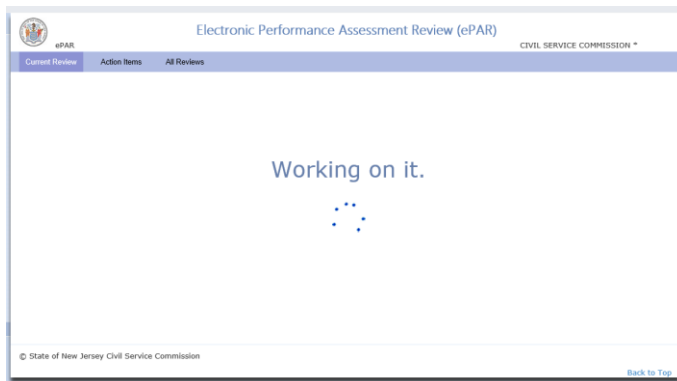 Electronic Performance Assessment Review (ePAR)
ePAR
CIVIL SERVICE COMMISSION
Current Review Action Items All Reviews
Working on it.
© State of New Jersey Civil Service Commission
Back to Top